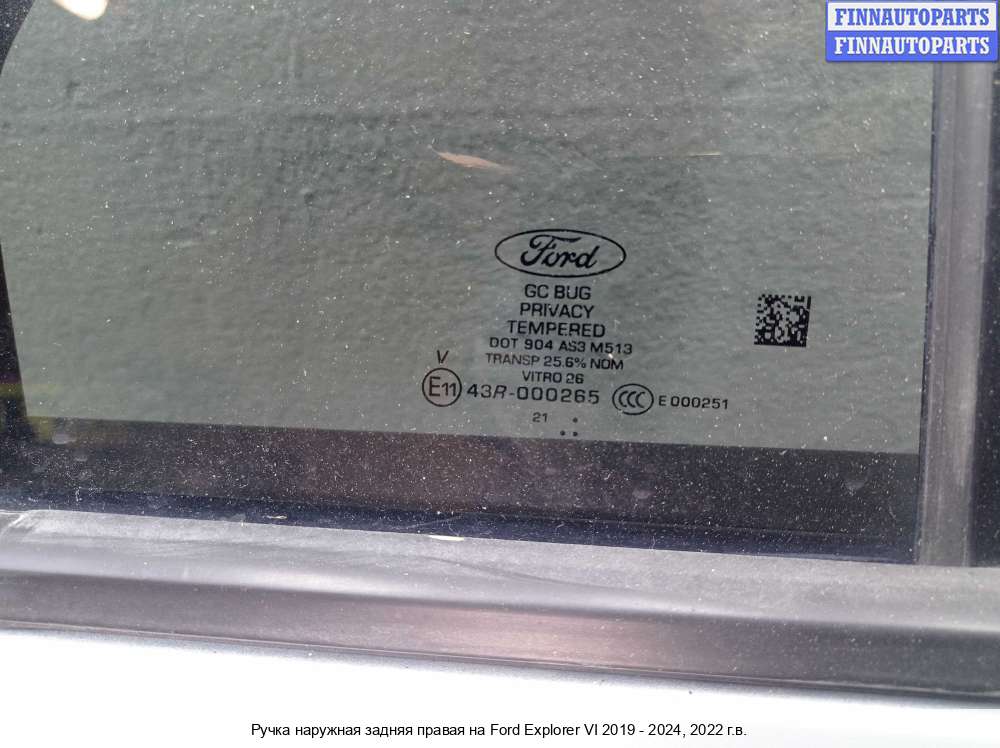 FINNAUTOPARTS
FINNAUTOPARTS
Ford
GC BUG
PRIVACY
TEMPERED
DOT 904 AS3 M513
TRANSP 25.6% NOM
VITRO 26
V
E11 43R-000265 CCC E000251
21
Ручка наружная задняя правая на Ford Explorer VI 2019 - 2024, 2022 г.в.